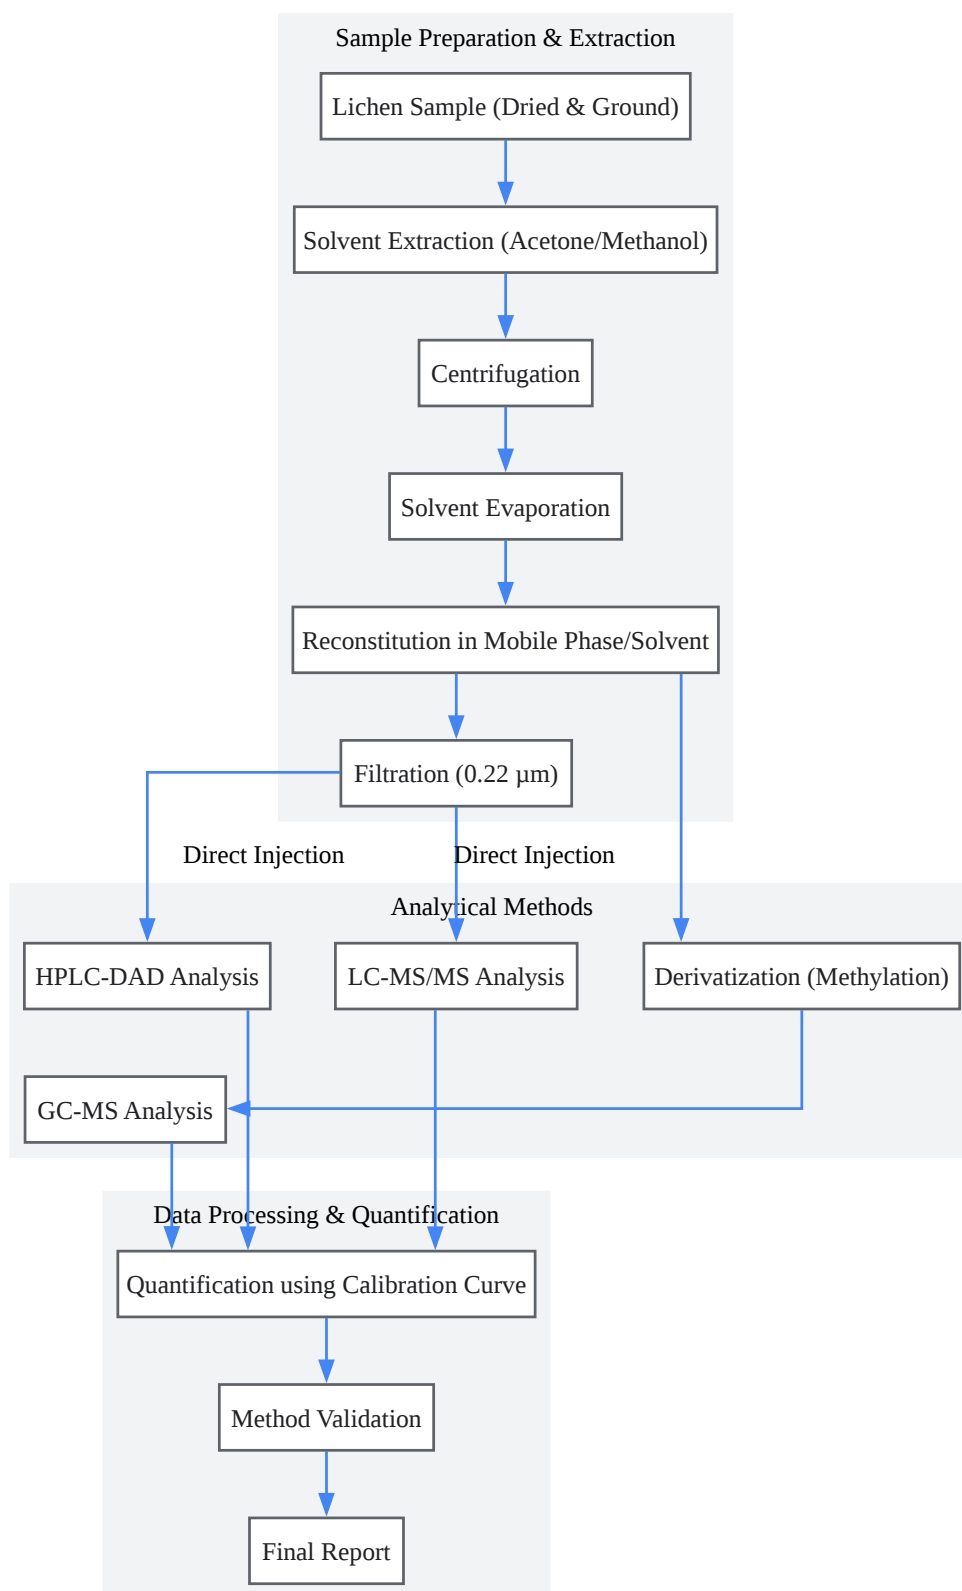 Sample Preparation & Extraction
Lichen Sample (Dried & Ground)
Solvent Extraction (Acetone/Methanol)
Centrifugation
Solvent Evaporation
Reconstitution in Mobile Phase/Solvent
Filtration (0.22 µm)
Direct Injection
Direct Injection
Analytical Methods
HPLC-DAD Analysis
LC-MS/MS Analysis
Derivatization (Methylation)
GC-MS Analysis
Data Processing & Quantification
Quantification using Calibration Curve
Method Validation
Final Report